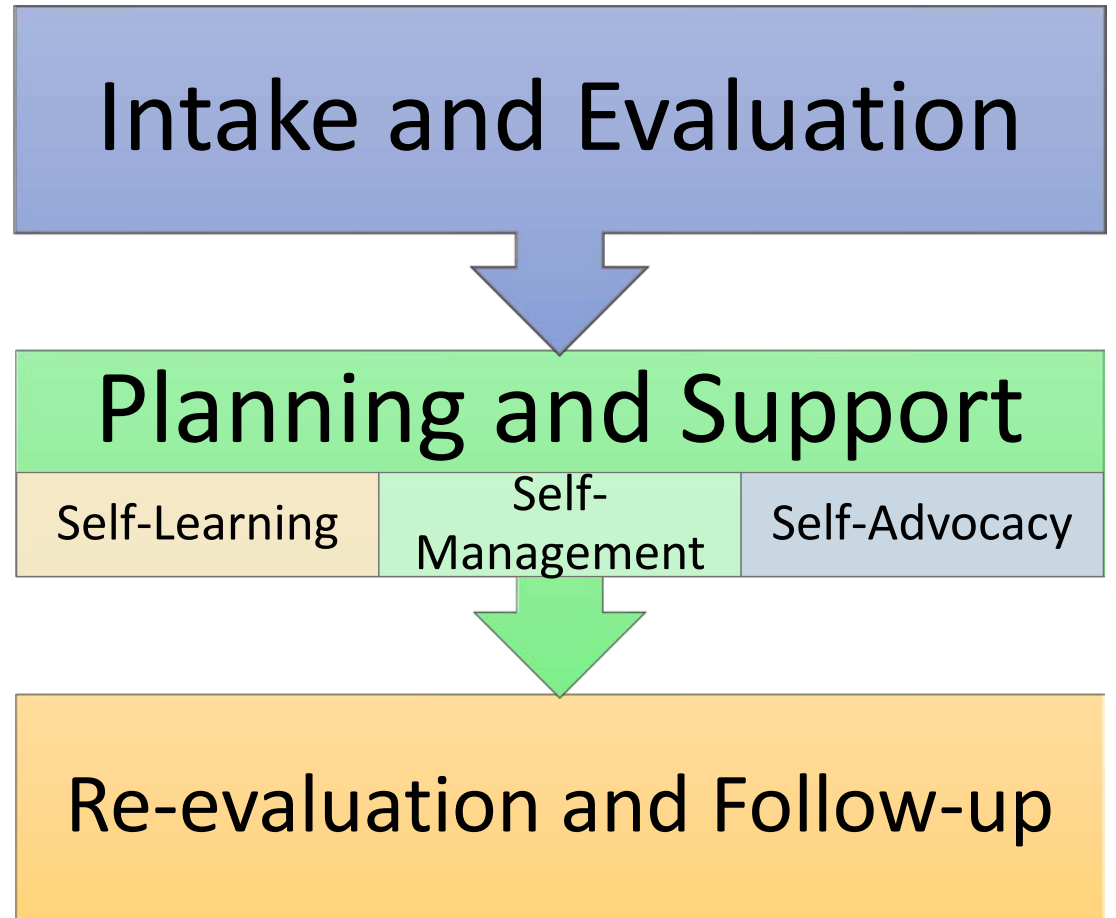 Intake and Evaluation
Planning and Support
Self-Learning
Self-
Management
Self-Advocacy
Re-evaluation and Follow-up